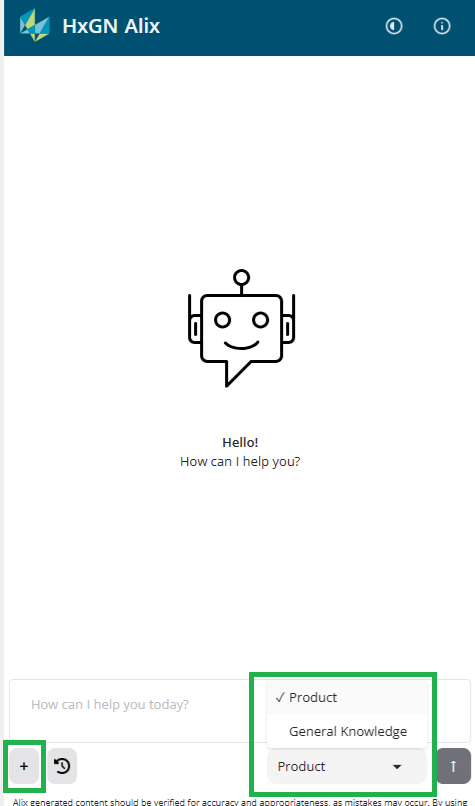 HxGN Alix
Hello!
How can I help you?
How can I help you today?
✓ Product
General Knowledge
+
Product
Alix generated content should be verified for accuracy and appropriateness, as mistakes may occur. By using